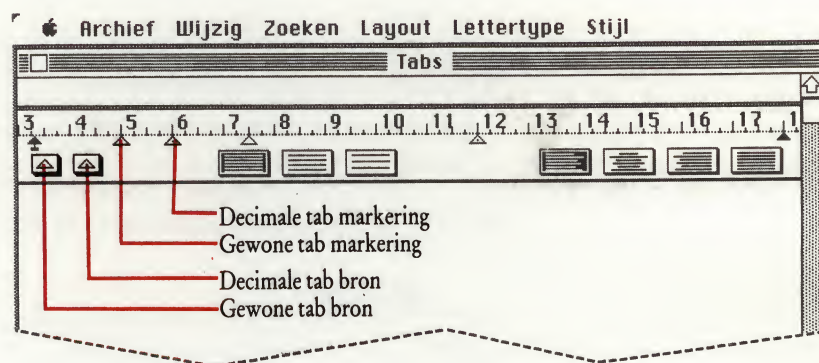 Archief Wijzig Zoeken Layout Lettertype Stijl
Tabs
3 4 5 6 7 8 9 10 11 12 13 14 15 16 17 1
Decimale tab markering
Gewone tab markering
Decimale tab bron
Gewone tab bron